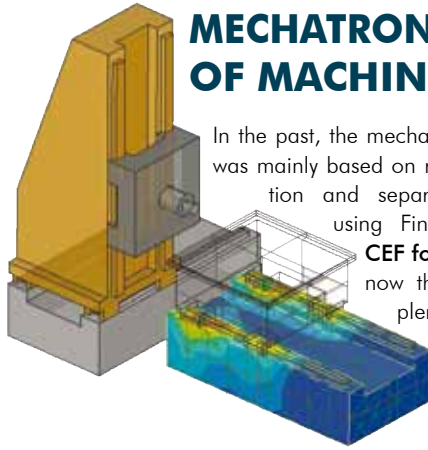 MECHATRON
OF MACHIN
In the past, the mecha
was mainly based on
tion and separ
using Fin
CEF fo
now th
plen